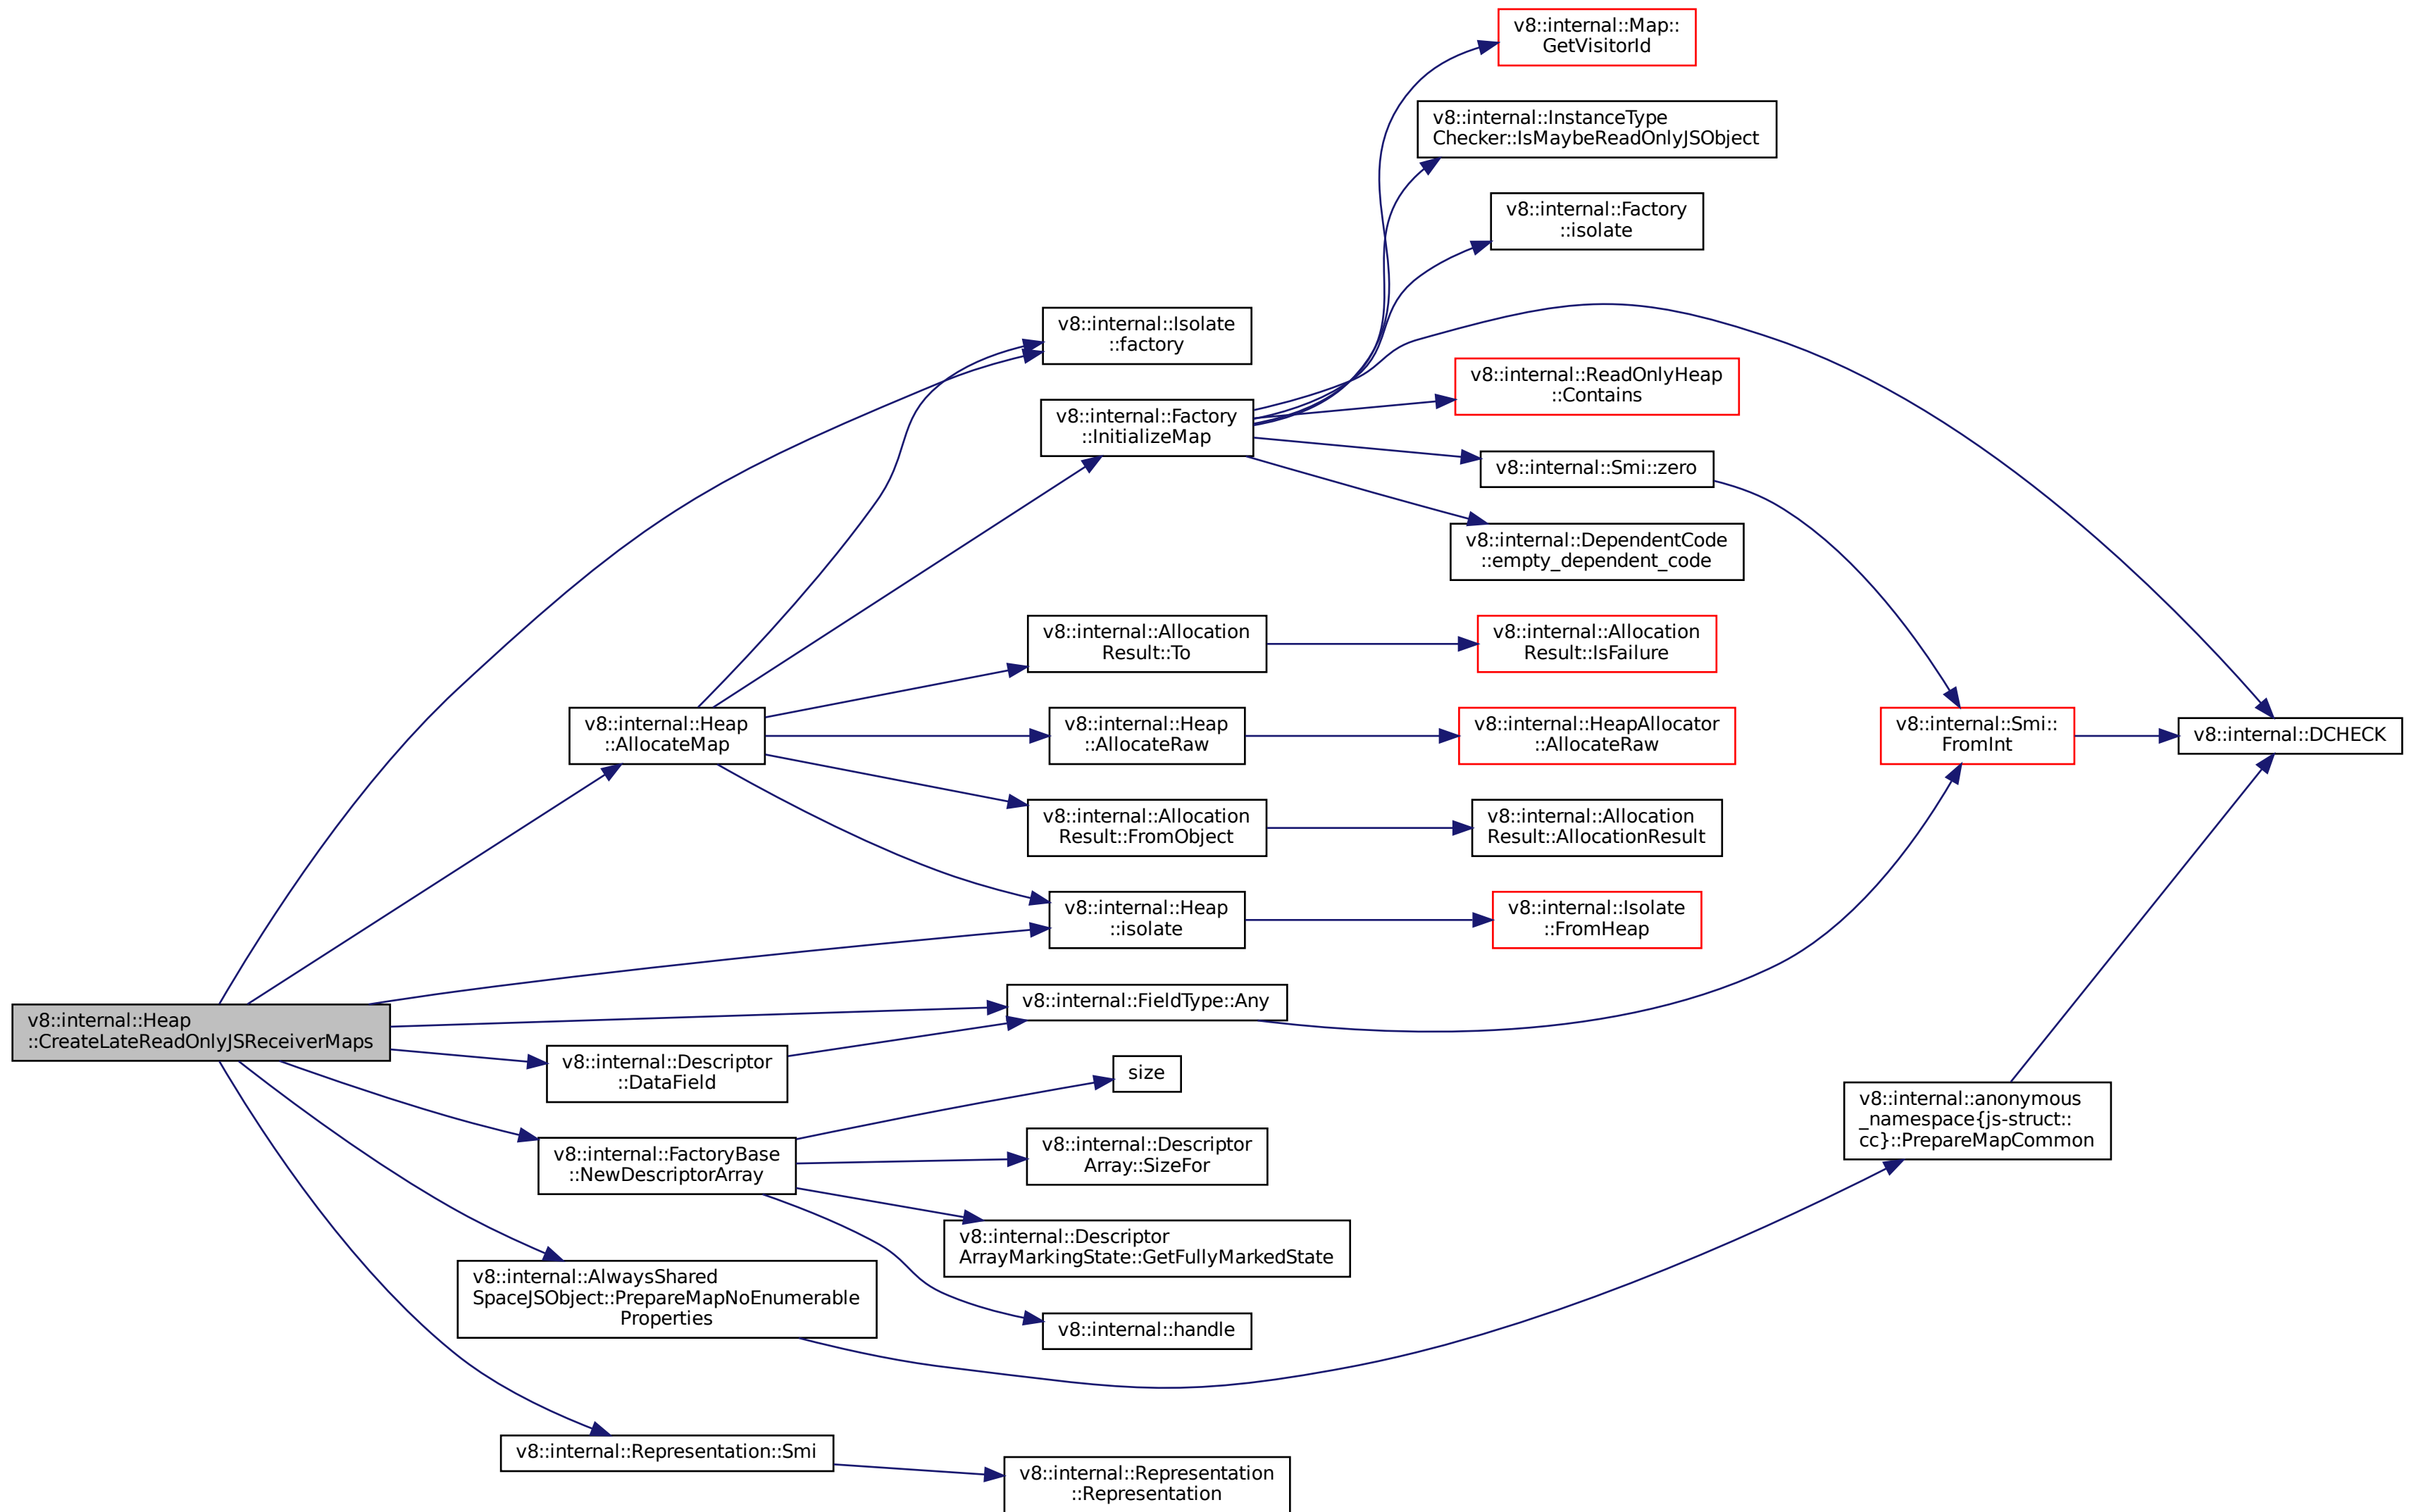 v8::internal::Map::
GetVisitorId
v8::internal::InstanceType
Checker::IsMaybeReadOnlyJSObject
v8::internal::Factory
::isolate
v8::internal::Isolate
::factory
v8::internal::ReadOnlyHeap
::Contains
v8::internal::Factory
::InitializeMap
v8::internal::Smi::zero
v8::internal::DependentCode
::empty_dependent_code
v8::internal::Allocation
Result::To
v8::internal::Allocation
Result::IsFailure
v8::internal::Heap
::AllocateMap
v8::internal::Heap
::AllocateRaw
v8::internal::HeapAllocator
::AllocateRaw
v8::internal::Smi::
FromInt
v8::internal::DCHECK
v8::internal::Allocation
Result::FromObject
v8::internal::Allocation
Result::AllocationResult
v8::internal::Heap
::isolate
v8::internal::Isolate
::FromHeap
v8::internal::FieldType::Any
v8::internal::Heap
::CreateLateReadOnlyJSReceiverMaps
v8::internal::Descriptor
::DataField
size
v8::internal::anonymous
_namespace{js-struct::
cc}::PrepareMapCommon
v8::internal::FactoryBase
::NewDescriptorArray
v8::internal::Descriptor
Array::SizeFor
v8::internal::Descriptor
ArrayMarkingState::GetFullyMarkedState
v8::internal::AlwaysShared
SpaceJSObject::PrepareMapNoEnumerable
Properties
v8::internal::handle
v8::internal::Representation::Smi
v8::internal::Representation
::Representation